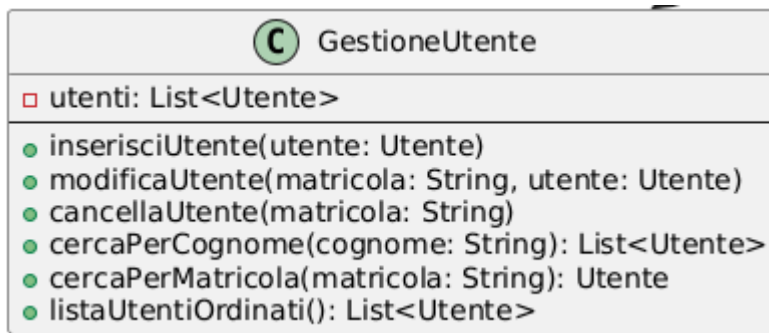 C GestioneUtente
utenti: List<Utente>
inserisciUtente(utente: Utente)
modificaUtente(matricola: String, utente: Utente)
cancellaUtente(matricola: String)
cercaPerCognome(cognome: String): List<Utente>
cercaPerMatricola(matricola: String): Utente
listaUtentiOrdinati(): List<Utente>